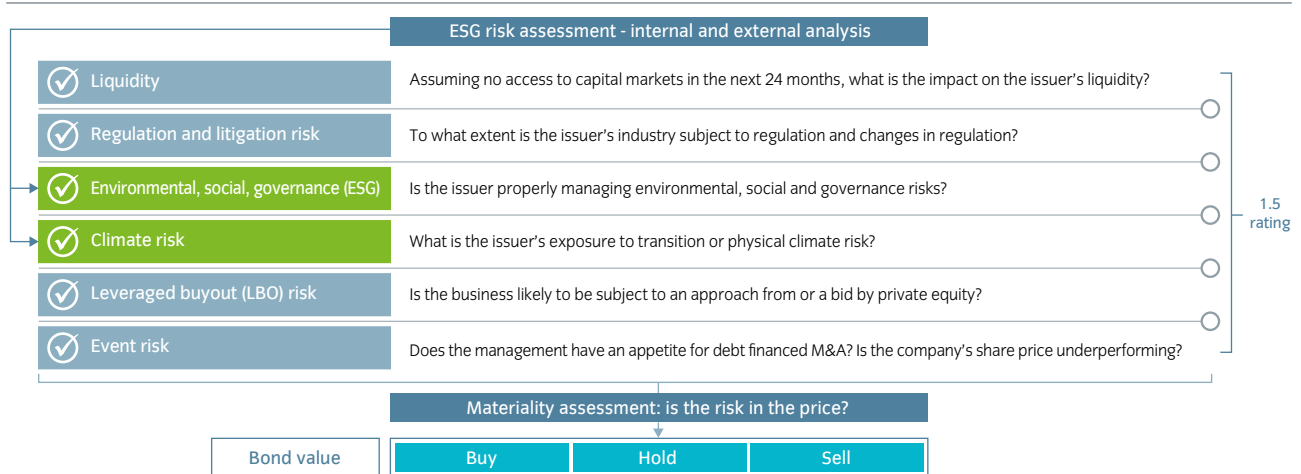 ESG risk assessment - internal and external analysis
Liquidity
Assuming no access to capital markets in the next 24 months, what is the impact on the issuer's liquidity?
Regulation and litigation risk
To what extent is the issuer's industry subject to regulation and changes in regulation?
Environmental, social, governance (ESG)
Is the issuer properly managing environmental, social and governance risks?
Climate risk
What is the issuer's exposure to transition or physical climate risk?
Leveraged buyout (LBO) risk
Is the business likely to be subject to an approach from or a bid by private equity?
Event risk
Does the management have an appetite for debt financed M&A? Is the company's share price underperforming?
1.5
rating
Materiality assessment: is the risk in the price?
Bond value
Buy
Hold
Sell